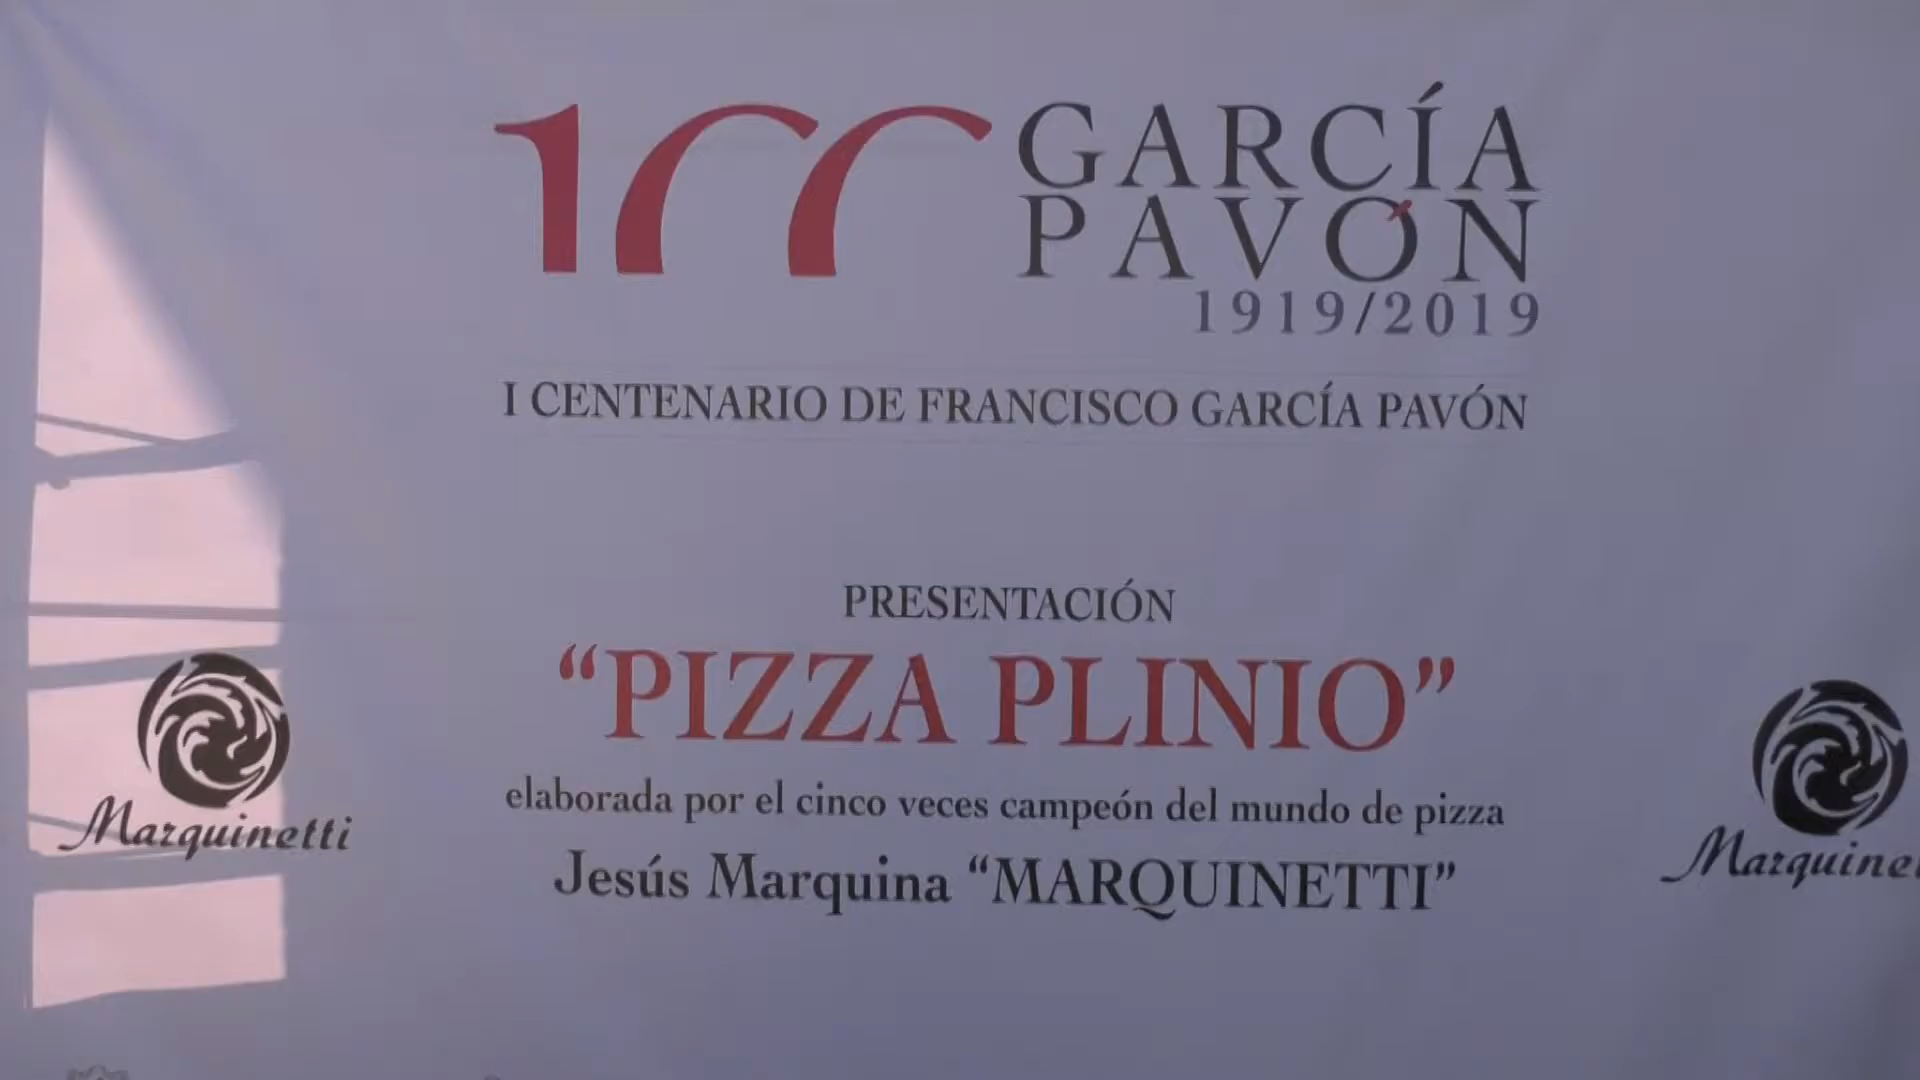 100 GARCÍA
PAVÓN
1919/2019
I CENTENARIO DE FRANCISCO GARCÍA PAVÓN
PRESENTACIÓN
“PIZZA PLINIO”
elaborada por el cinco veces campeón del mundo de pizza
Jesús Marquina “MARQUINETTI”
Marquinetti
Marquine